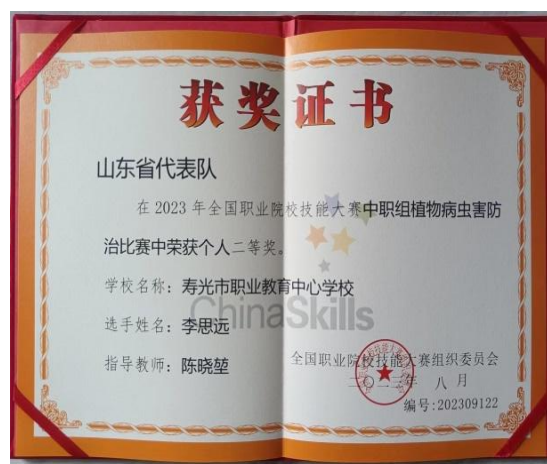 获奖证书
山东省代表队
在2023年全国职业院校技能大赛中职组植物病虫害防
治比赛中荣获个人二等奖。
学校名称：寿光市职业教育中心学校
ChinaSkills
选手姓名：李思远
指导教师：陈晓堃
全国职业院校技能大赛组织委员会
二〇二三年 八 月
编号:202309122